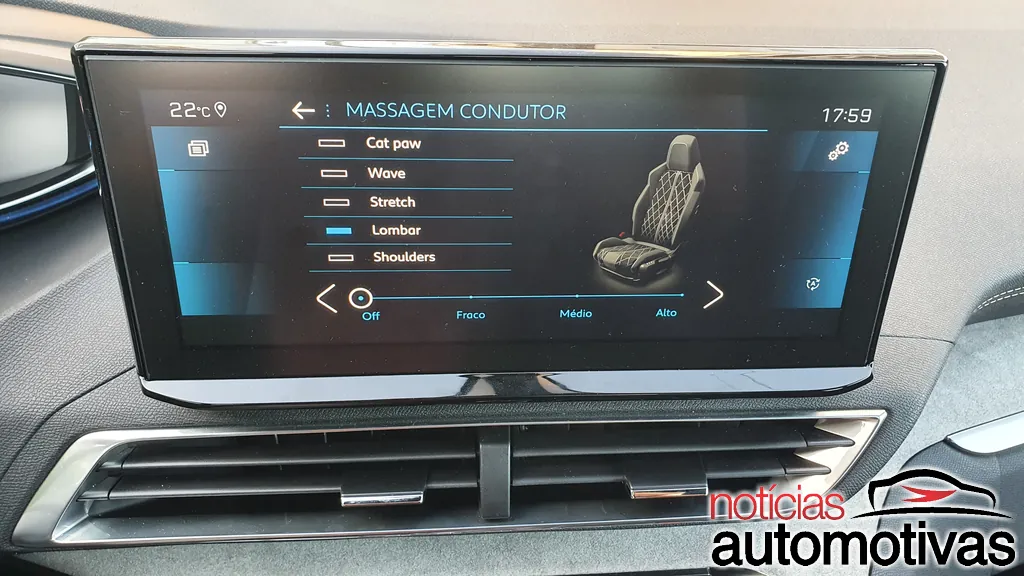 22°C
MASSAGEM CONDUTOR
17:59
Cat paw
Wave
Stretch
Lombar
Shoulders
Off Fraco Médio Alto
notícias
automotivas